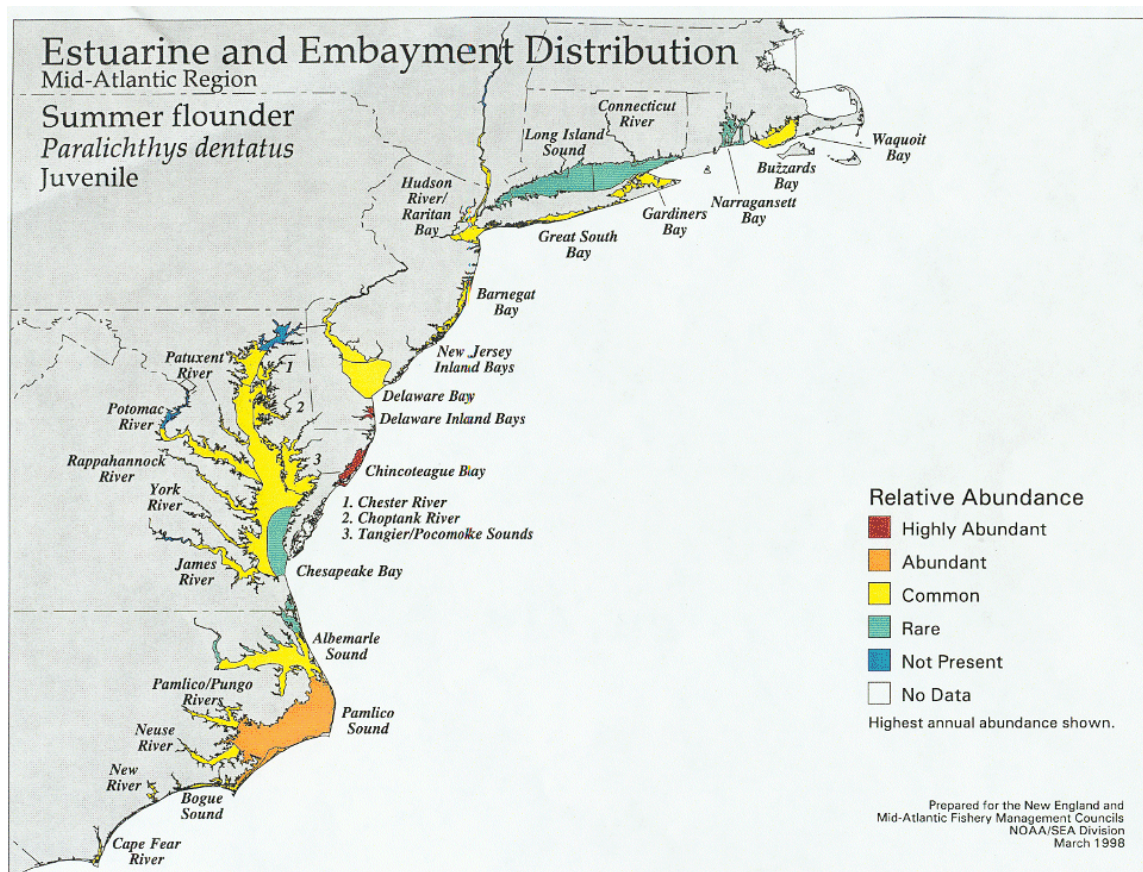 Estuarine and Embayment Distribution
Mid-Atlantic Region
Summer flounder
Paralichthys dentatus
Juvenile
Connecticut
River
Long Island
Sound
Waquoit
Bay
Buzzards
Bay
Narragansett
Bay
Gardiners
Bay
Hudson
River/
Raritan
Bay
Great South
Bay
Barnegat
Bay
New Jersey
Inland Bays
Patuxent
River
1
2
3
Delaware Bay
Delaware Inland Bays
Potomac
River
Rappahannock
River
Chincoteague Bay
York
River
1. Chester River
2. Choptank River
3. Tangier/Pocomoke Sounds
James
River
Chesapeake Bay
Albemarle
Sound
Pamlico/Pungo
Rivers
Pamlico
Sound
Neuse
River
New
River
Bogue
Sound
Cape Fear
River
Relative Abundance
Highly Abundant
Abundant
Common
Rare
Not Present
No Data
Highest annual abundance shown.
Prepared for the New England and
Mid-Atlantic Fishery Management Councils
NOAA/SEA Division
March 1998